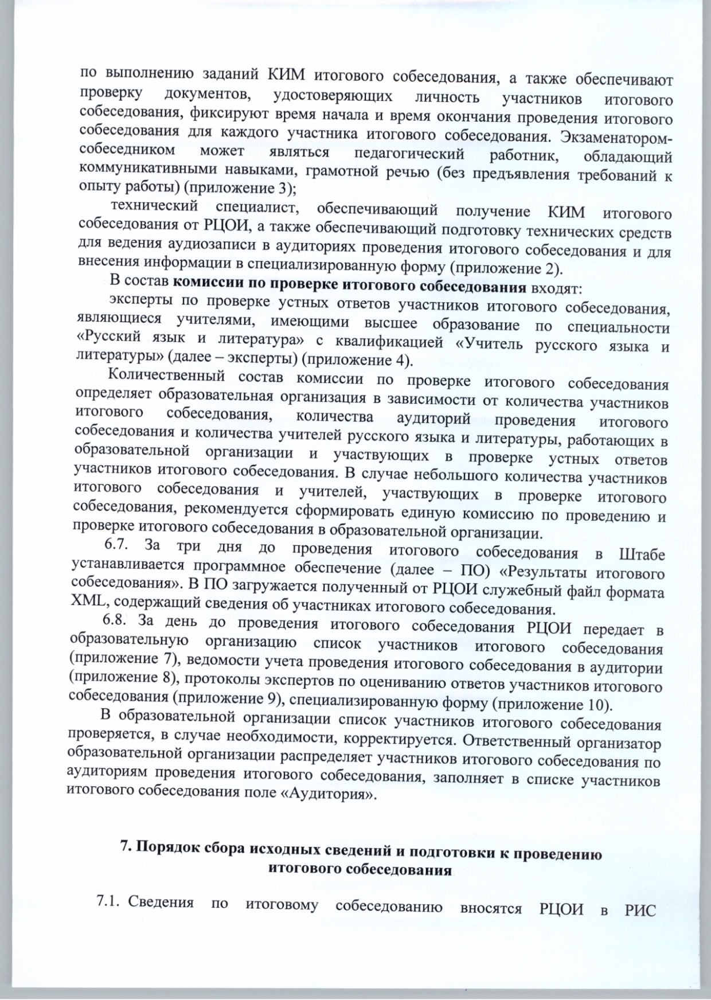 по выполнению заданий КИМ итогового собеседования, а также обеспечивают
проверку документов, удостоверяющих личность участников итогового
собеседования, фиксируют время начала и время окончания проведения итогового
собеседования для каждого участника итогового собеседования. Экзаменатором-
собеседником может являться педагогический работник, обладающий
коммуникативными навыками, грамотной речью (без предъявления требований к
опыту работы) (приложение 3);
технический специалист, обеспечивающий получение КИМ итогового
собеседования от РЦОИ, а также обеспечивающий подготовку технических средств
для ведения аудиозаписи в аудиториях проведения итогового собеседования и для
внесения информации в специализированную форму (приложение 2).
В состав комиссии по проверке итогового собеседования входят:
эксперты по проверке устных ответов участников итогового собеседования,
являющиеся учителями, имеющими высшее образование по специальности
«Русский язык и литература» с квалификацией «Учитель русского языка и
литературы» (далее – эксперты) (приложение 4).
Количественный состав комиссии по проверке итогового собеседования
определяет образовательная организация в зависимости от количества участников
итогового собеседования, количества аудиторий проведения итогового
собеседования и количества учителей русского языка и литературы, работающих в
образовательной организации и участвующих в проверке устных ответов
участников итогового собеседования. В случае небольшого количества участников
итогового собеседования и учителей, участвующих в проверке итогового
собеседования, рекомендуется сформировать единую комиссию по проведению и
проверке итогового собеседования в образовательной организации.
6.7. За три дня до проведения итогового собеседования в Штабе
устанавливается программное обеспечение (далее – ПО) «Результаты итогового
собеседования». В ПО загружается полученный от РЦОИ служебный файл формата
XML, содержащий сведения об участниках итогового собеседования.
6.8. За день до проведения итогового собеседования РЦОИ передает в
образовательную организацию список участников итогового собеседования
(приложение 7), ведомости учета проведения итогового собеседования в аудитории
(приложение 8), протоколы экспертов по оцениванию ответов участников итогового
собеседования (приложение 9), специализированную форму (приложение 10).
В образовательной организации список участников итогового собеседования
проверяется, в случае необходимости, корректируется. Ответственный организатор
образовательной организации распределяет участников итогового собеседования по
аудиториям проведения итогового собеседования, заполняет в списке участников
итогового собеседования поле «Аудитория».
7. Порядок сбора исходных сведений и подготовки к проведению
итогового собеседования
7.1. Сведения по итоговому собеседованию вносятся РЦОИ в РИС